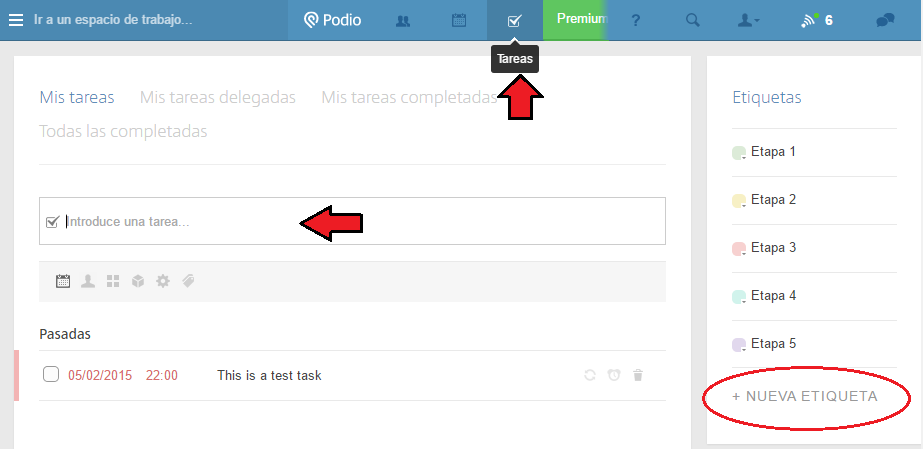 Ir a un espacio de trabajo...
Podio
Premium
?
6
Tareas
Mis tareas
Mis tareas delegadas
Mis tareas completadas
Todas las completadas
Introduce una tarea...
Pasadas
05/02/2015 22:00 This is a test task
Etiquetas
Etapa 1
Etapa 2
Etapa 3
Etapa 4
Etapa 5
+ NUEVA ETIQUETA